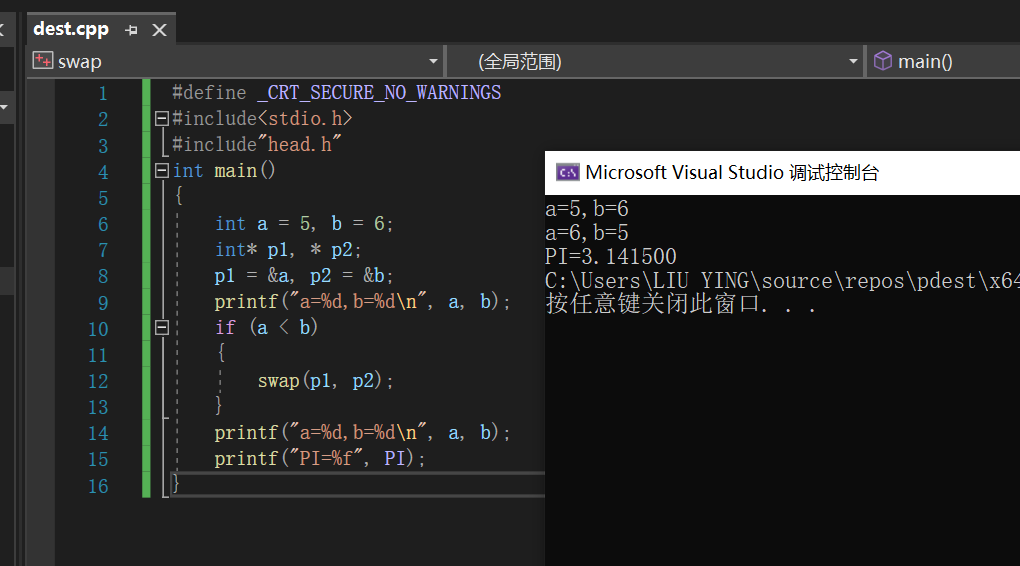 dest.cpp
swap
(全局范围)
main()
1 #define _CRT_SECURE_NO_WARNINGS
2 #include<stdio.h>
3 #include"head.h"
4 int main()
5 {
6 int a = 5, b = 6;
7 int* p1, * p2;
8 p1 = &a, p2 = &b;
9 printf("a=%d,b=%d\n", a, b);
10 if (a < b)
11 {
12 swap(p1, p2);
13 }
14 printf("a=%d,b=%d\n", a, b);
15 printf("PI=%f", PI);
16 }
Microsoft Visual Studio 调试控制台
a=5,b=6
a=6,b=5
PI=3.141500
C:\Users\LIU YING\source\repos\pdest\x64
按任意键关闭此窗口. . .